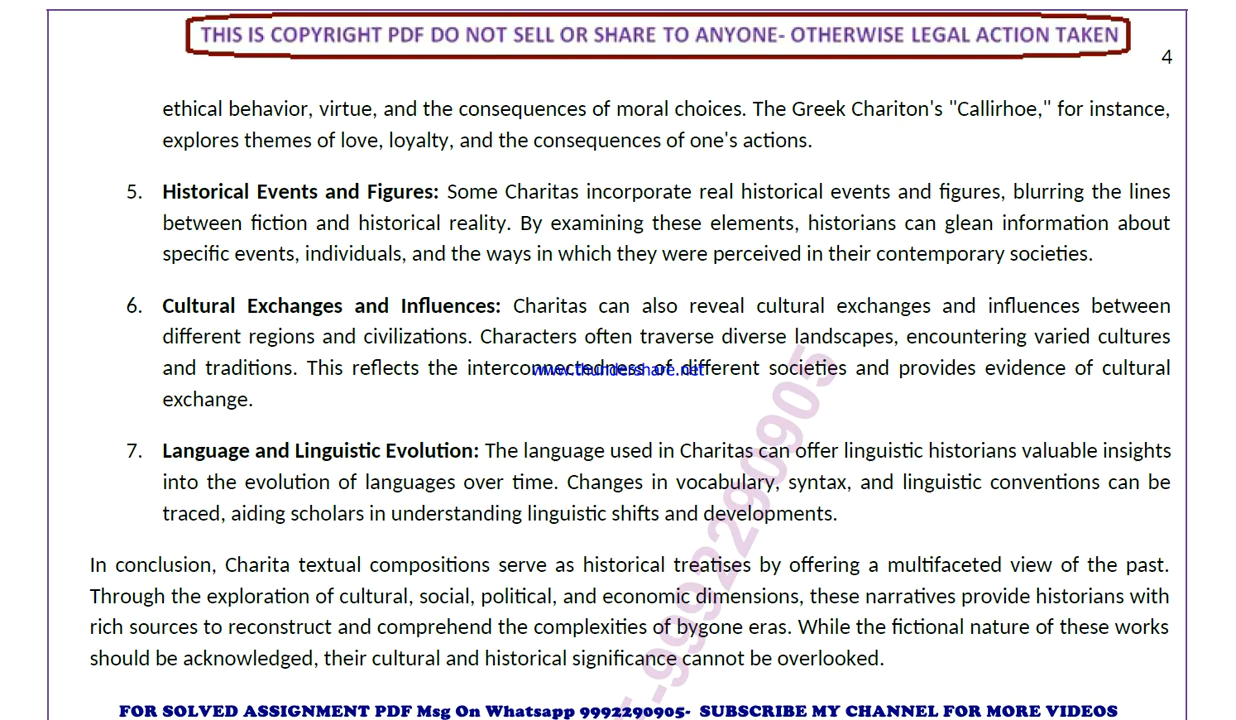 THIS IS COPYRIGHT PDF DO NOT SELL OR SHARE TO ANYONE- OTHERWISE LEGAL ACTION TAKEN
4
ethical behavior, virtue, and the consequences of moral choices. The Greek Chariton's "Callirhoe," for instance,
explores themes of love, loyalty, and the consequences of one's actions.
5. Historical Events and Figures: Some Charitas incorporate real historical events and figures, blurring the lines
between fiction and historical reality. By examining these elements, historians can glean information about
specific events, individuals, and the ways in which they were perceived in their contemporary societies.
6. Cultural Exchanges and Influences: Charitas can also reveal cultural exchanges and influences between
different regions and civilizations. Characters often traverse diverse landscapes, encountering varied cultures
and traditions. This reflects the interconnectedness of different societies and provides evidence of cultural
www.thundershare.net
exchange.
7. Language and Linguistic Evolution: The language used in Charitas can offer linguistic historians valuable insights
into the evolution of languages over time. Changes in vocabulary, syntax, and linguistic conventions can be
traced, aiding scholars in understanding linguistic shifts and developments.
In conclusion, Charita textual compositions serve as historical treatises by offering a multifaceted view of the past.
Through the exploration of cultural, social, political, and economic dimensions, these narratives provide historians with
rich sources to reconstruct and comprehend the complexities of bygone eras. While the fictional nature of these works
should be acknowledged, their cultural and historical significance cannot be overlooked.
-9992290905
FOR SOLVED ASSIGNMENT PDF Msg On Whatsapp 9992290905- SUBSCRIBE MY CHANNEL FOR MORE VIDEOS